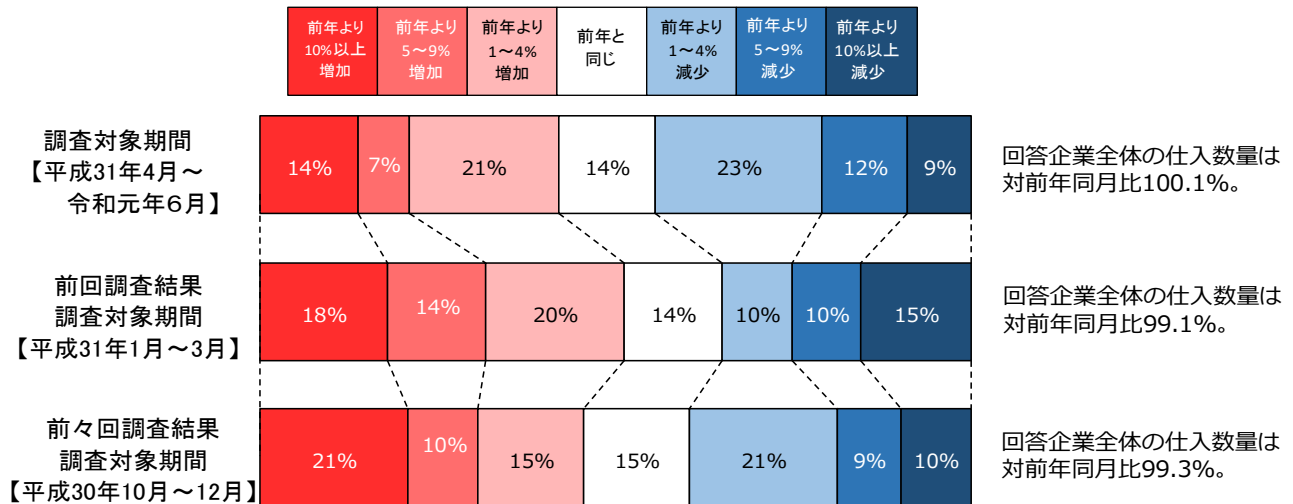 前年より
10%以上
増加
前年より
5～9%
増加
前年より
1～4%
増加
前年と
同じ
前年より
1～4%
減少
前年より
5～9%
減少
前年より
10%以上
減少
調査対象期間
【平成31年4月～
令和元年６月】
14%
7%
21%
14%
23%
12%
9%
回答企業全体の仕入数量は
対前年同月比100.1%。
前回調査結果
調査対象期間
【平成31年1月～3月】
18%
14%
20%
14%
10%
10%
15%
回答企業全体の仕入数量は
対前年同月比99.1%。
前々回調査結果
調査対象期間
【平成30年10月～12月】
21%
10%
15%
15%
21%
9%
10%
回答企業全体の仕入数量は
対前年同月比99.3%。